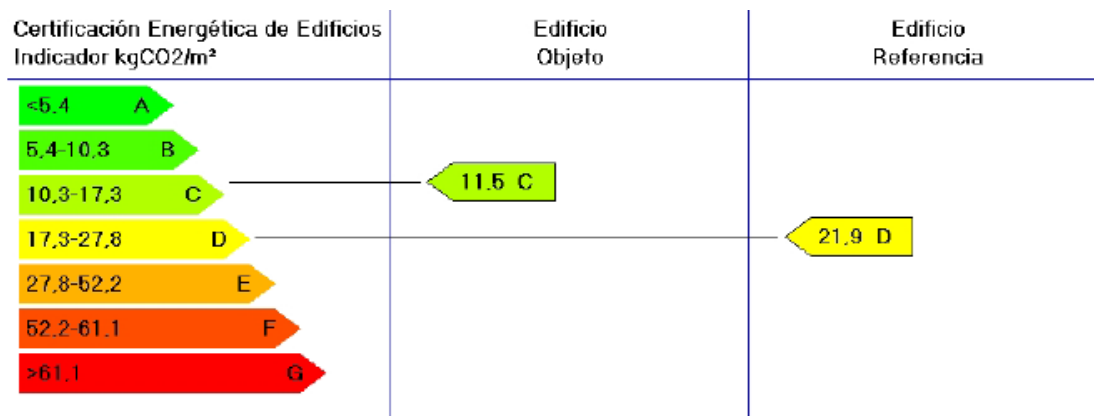 Certificación Energética de Edificios
Indicador kgCO2/m²
Edificio
Objeto
Edificio
Referencia
<5,4 A
5,4-10,3 B
10,3-17,3 C
11.5 C
17,3-27,8 D
21,9 D
27,8-52,2 E
52.2-61.1 F
>61,1 G